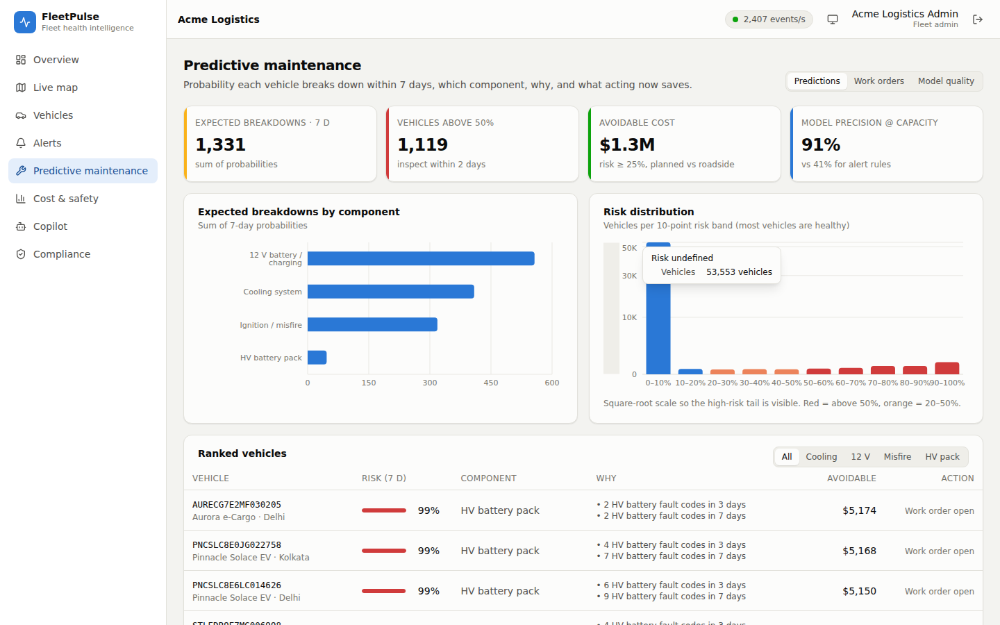 FleetPulse
Fleet health intelligence
Overview
Live map
Vehicles
Alerts
Predictive maintenance
Cost & safety
Copilot
Compliance
Acme Logistics
2,407 events/s
Acme Logistics Admin
Fleet admin
Predictive maintenance
Probability each vehicle breaks down within 7 days, which component, why, and what acting now saves.
Predictions Work orders Model quality
EXPECTED BREAKDOWNS · 7 D
1,331
sum of probabilities
VEHICLES ABOVE 50%
1,119
inspect within 2 days
AVOIDABLE COST
$1.3M
risk ≥ 25%, planned vs roadside
MODEL PRECISION @ CAPACITY
91%
vs 41% for alert rules
Expected breakdowns by component
Sum of 7-day probabilities
12 V battery /
charging
Cooling system
Ignition / misfire
HV battery pack
0 150 300 450 600
Risk distribution
Vehicles per 10-point risk band (most vehicles are healthy)
50K
30K
10K
0
Risk undefined
Vehicles 53,553 vehicles
0–10% 10–20% 20–30% 30–40% 40–50% 50–60% 60–70% 70–80% 80–90% 90–100%
Square-root scale so the high-risk tail is visible. Red = above 50%, orange = 20–50%.
Ranked vehicles
All Cooling 12 V Misfire HV pack
VEHICLE RISK (7 D) COMPONENT WHY AVOIDABLE ACTION
AURECG7E2MF030205
Aurora e-Cargo · Delhi
99% HV battery pack
• 2 HV battery fault codes in 3 days
• 2 HV battery fault codes in 7 days
$5,174 Work order open
PNCSLC8E0JG022758
Pinnacle Solace EV · Kolkata
99% HV battery pack
• 4 HV battery fault codes in 3 days
• 7 HV battery fault codes in 7 days
$5,168 Work order open
PNCSLC8E6LC014626
Pinnacle Solace EV · Delhi
99% HV battery pack
• 6 HV battery fault codes in 3 days
• 9 HV battery fault codes in 7 days
$5,150 Work order open
• 4 HV battery fault codes in 3 days